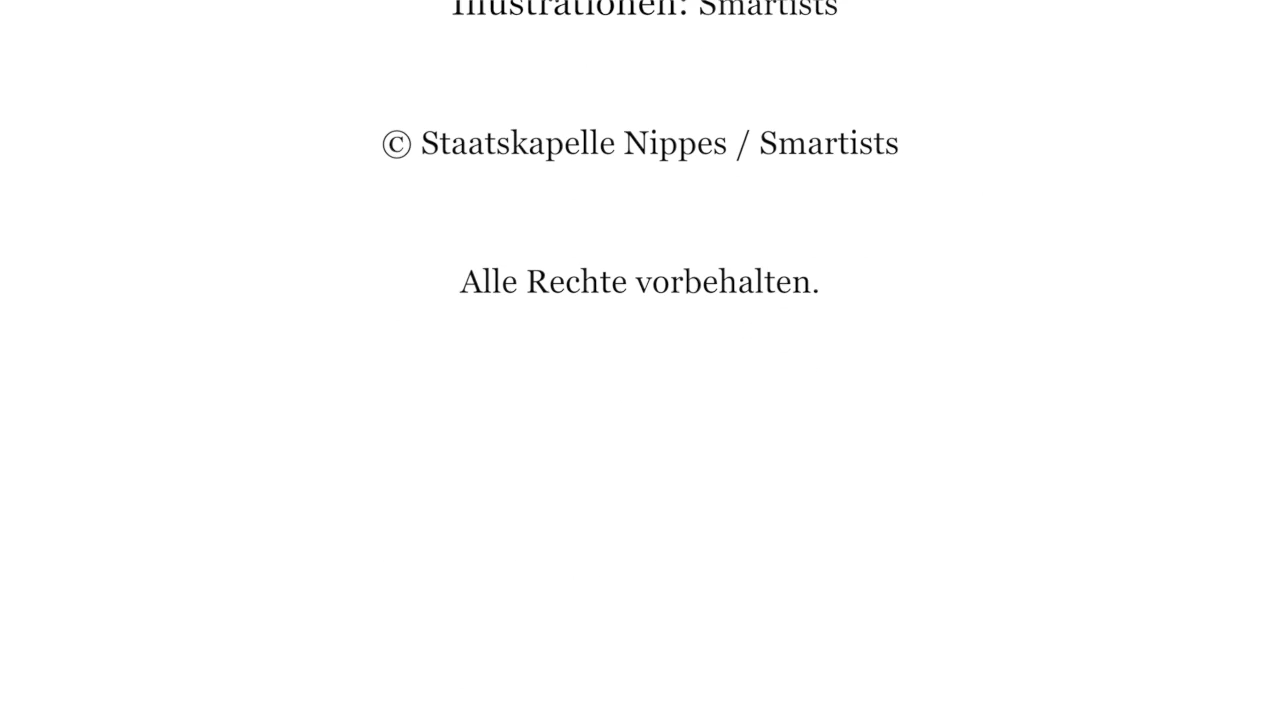 Illustrationen: Smartists
© Staatskapelle Nippes / Smartists
Alle Rechte vorbehalten.